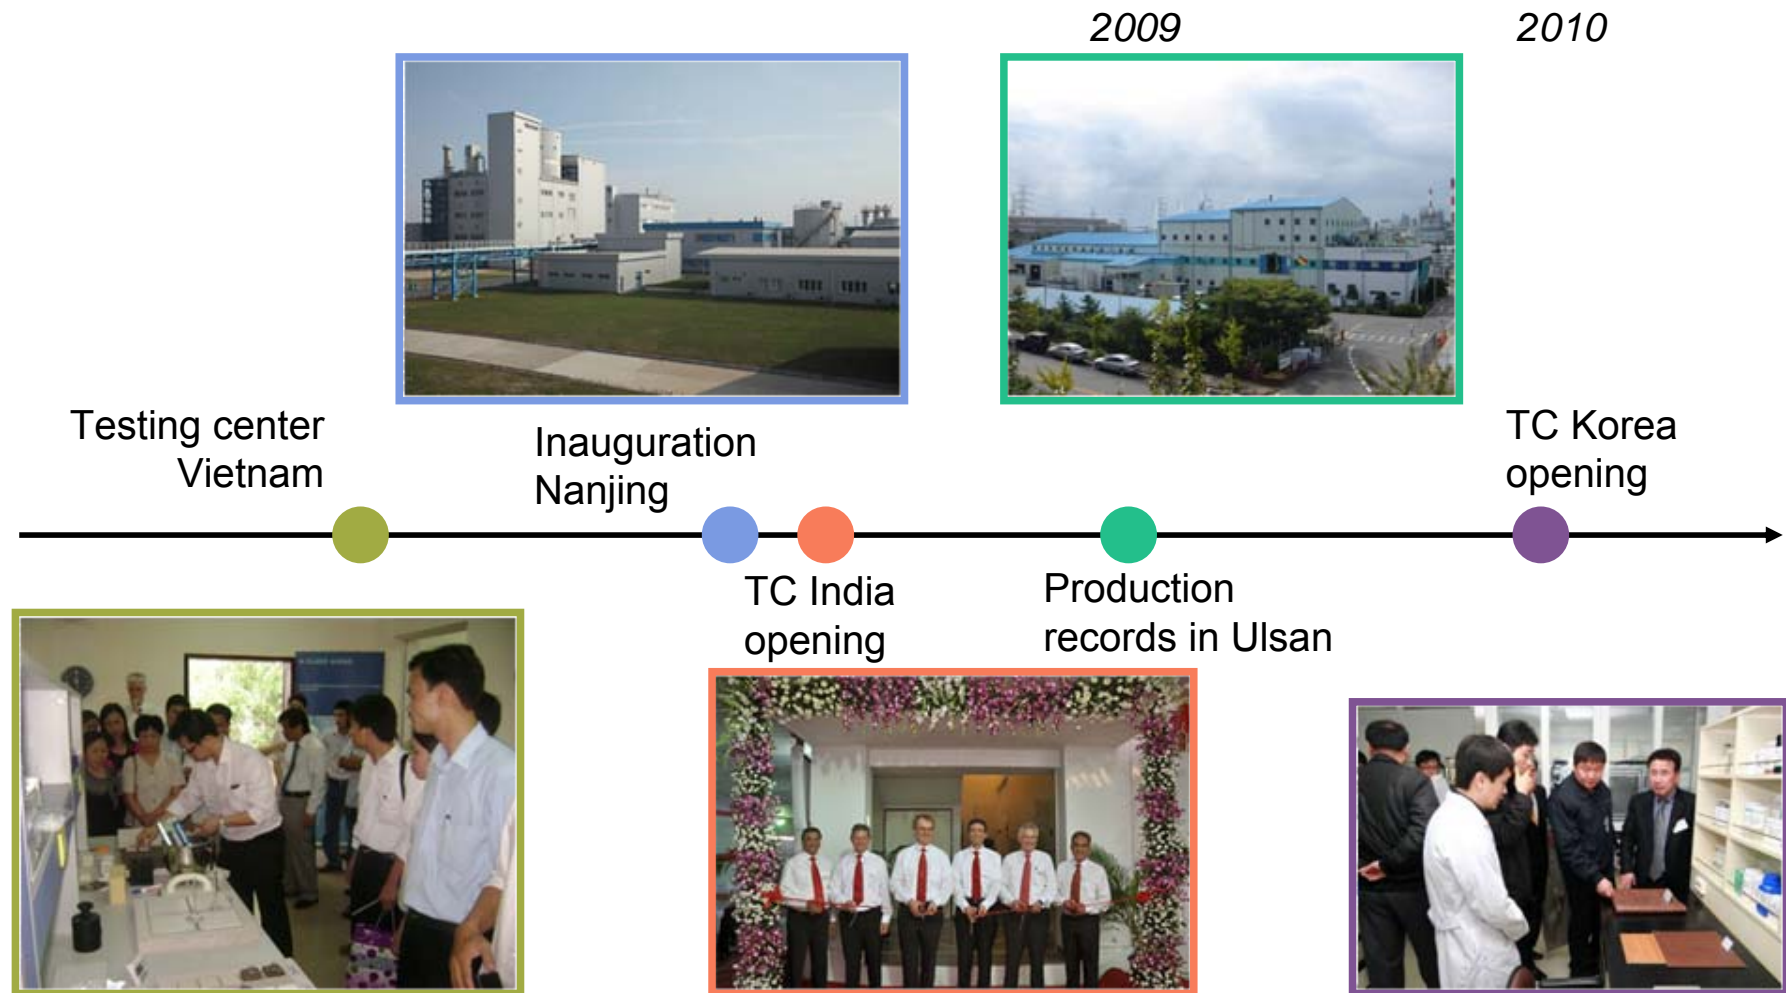 2009
2010
Testing center
Vietnam
Inauguration
Nanjing
TC Korea
opening
TC India
opening
Production
records in Ulsan